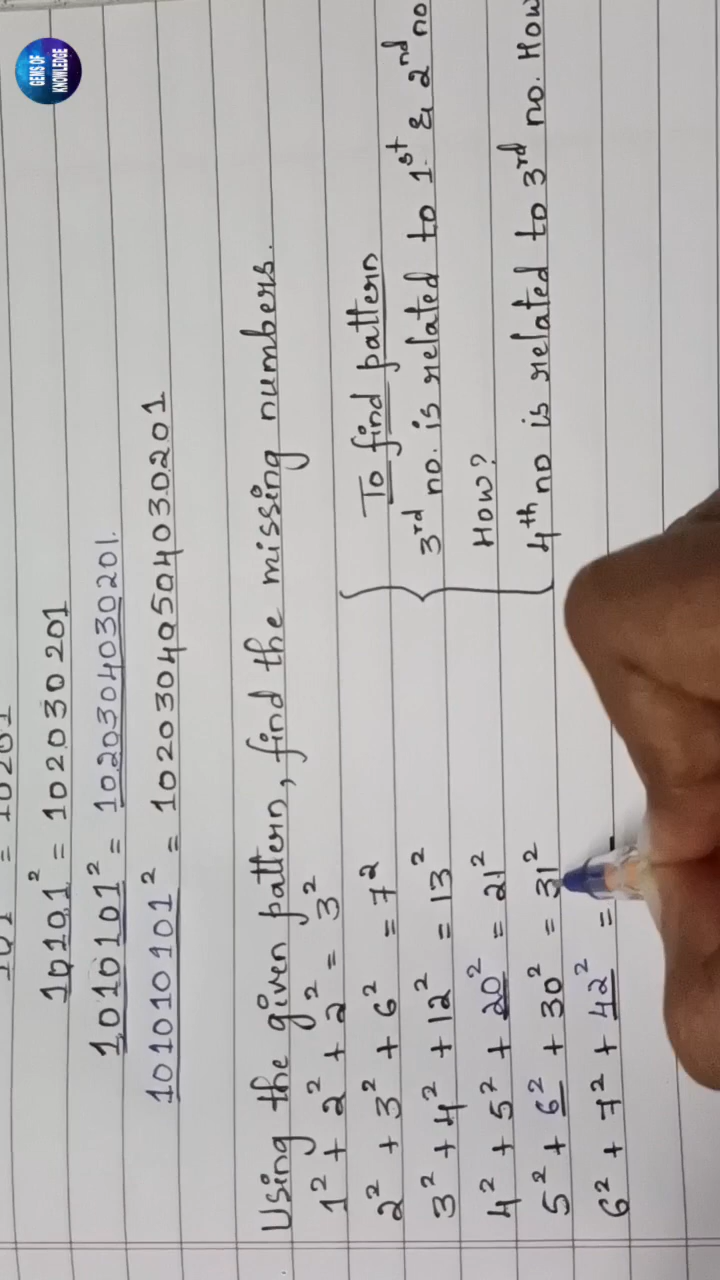 GEMS OF
KNOWLEDGE
10101² = 102030201
1010101² = 1020304030201.
101010101² = 10203040504030201
Using the given pattern, find the missing numbers.
1² + 2² + 2² = 3²
2² + 3² + 6² = 7²
3² + 4² + 12² = 13²
4² + 5² + 20² = 21²
5² + 6² + 30² = 31²
6² + 7² + 42² =
To find pattern
3rd no. is related to 1st & 2nd no
How?
4th no is related to 3rd no. How